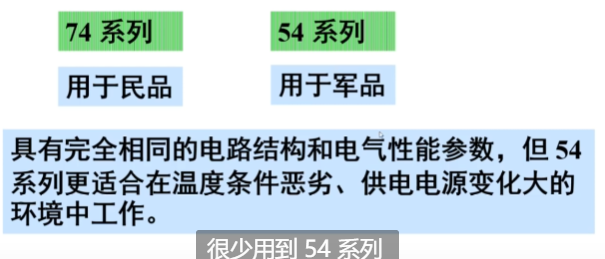 74 系列
54 系列
用于民品
用于军品
具有完全相同的电路结构和电气性能参数，但 54
系列更适合在温度条件恶劣、供电电源变化大的
环境中工作。
很少用到 54 系列